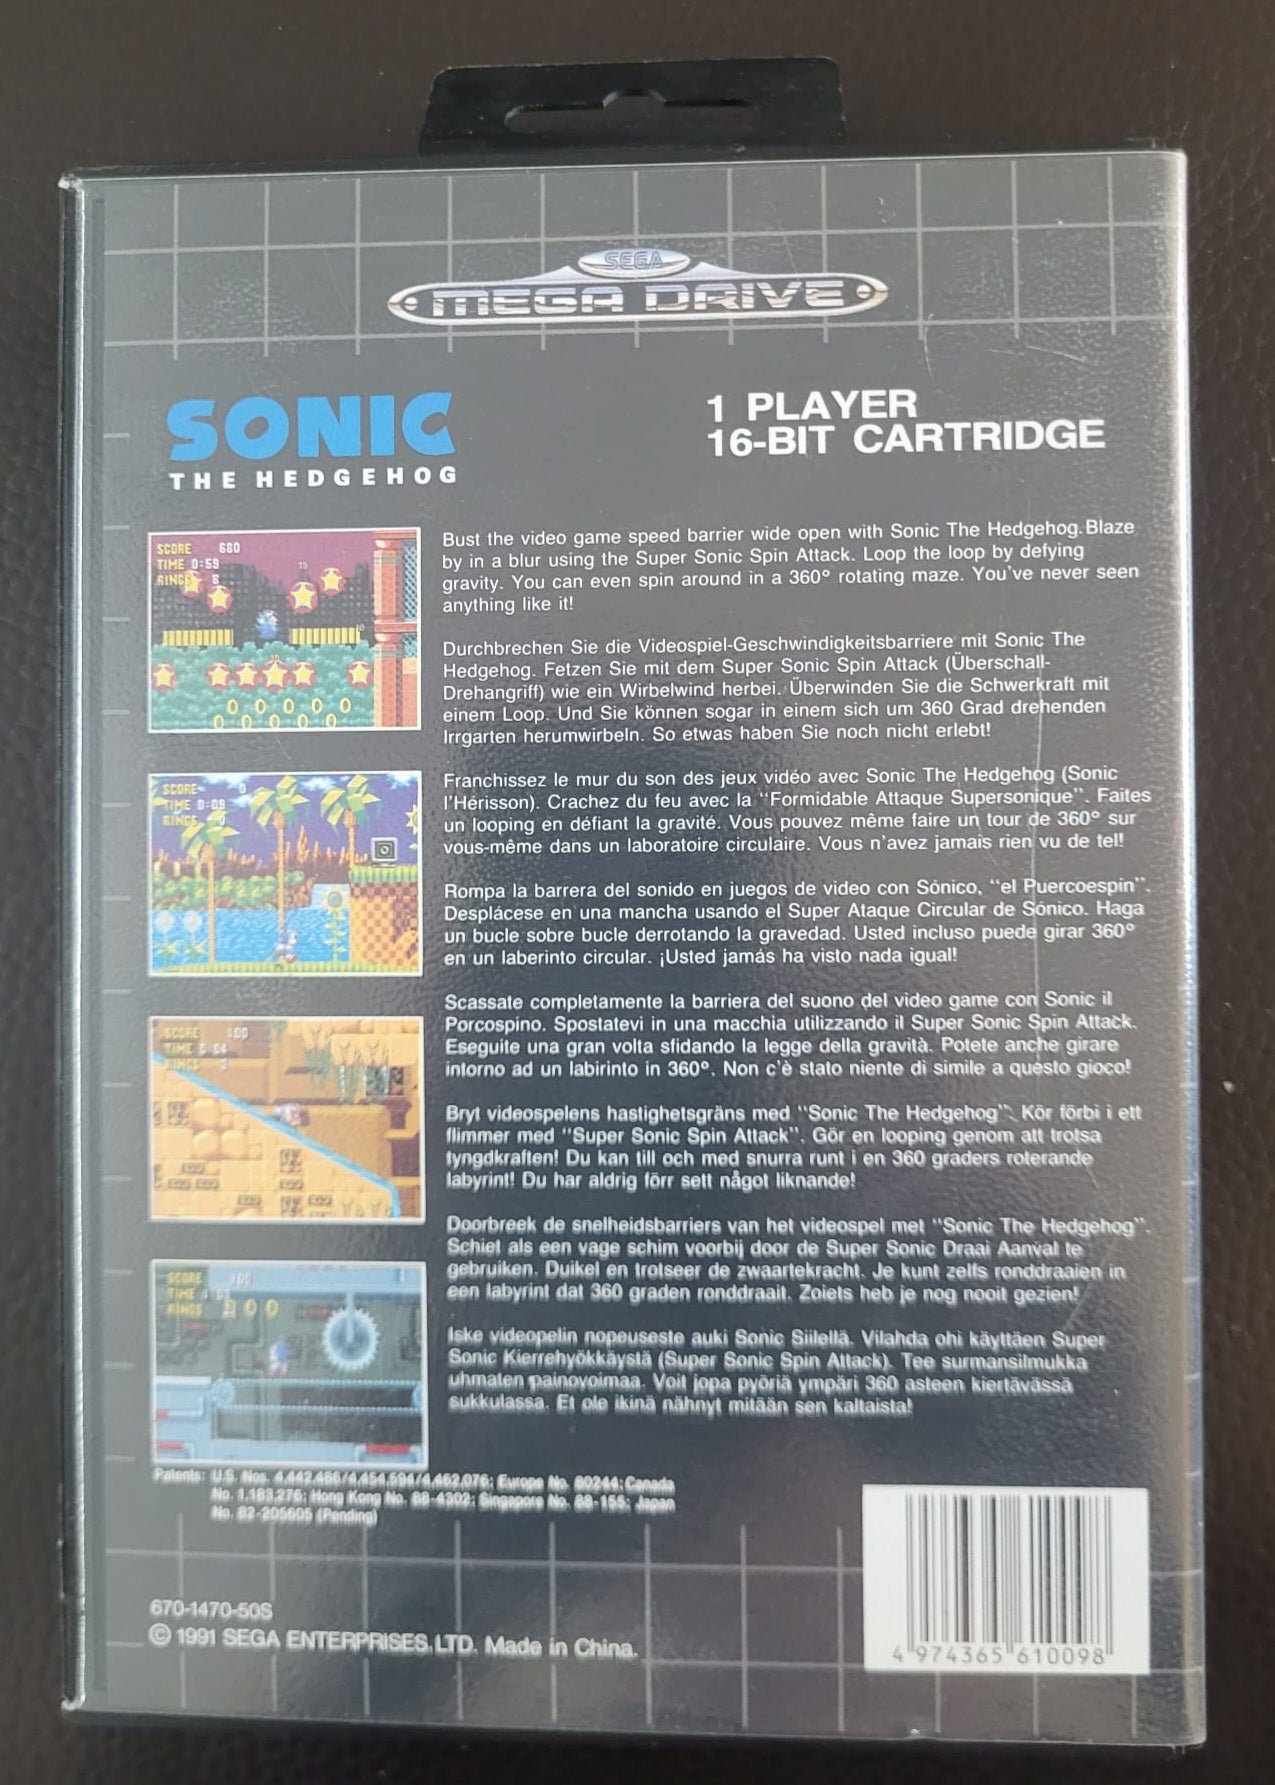 SEGA
MEGA DRIVE
SONIC
THE HEDGEHOG
1 PLAYER
16-BIT CARTRIDGE
SCORE 680
TIME 0:59
RINGS 6
10
10
Bust the video game speed barrier wide open with Sonic The Hedgehog. Blaze
by in a blur using the Super Sonic Spin Attack. Loop the loop by defying
gravity. You can even spin around in a 360° rotating maze. You've never seen
anything like it!
Durchbrechen Sie die Videospiel-Geschwindigkeitsbarriere mit Sonic The
Hedgehog. Fetzen Sie mit dem Super Sonic Spin Attack (Überschall-
Drehangriff) wie ein Wirbelwind herbei. Überwinden Sie die Schwerkraft mit
einem Loop. Und Sie können sogar in einem sich um 360 Grad drehenden
Irrgarten herumwirbeln. So etwas haben Sie noch nicht erlebt!
SCORE 0
TIME 0:09
RINGS 0
Franchissez le mur du son des jeux vidéo avec Sonic The Hedgehog (Sonic
l'Hérisson). Crachez du feu avec la "Formidable Attaque Supersonique". Faites
un looping en défiant la gravité. Vous pouvez même faire un tour de 360° sur
vous-même dans un laboratoire circulaire. Vous n'avez jamais rien vu de tel!
Rompa la barrera del sonido en juegos de video con Sónico, "el Puercoespin".
Desplácese en una mancha usando el Super Ataque Circular de Sónico. Haga
un bucle sobre bucle derrotando la gravedad. Usted incluso puede girar 360°
en un laberinto circular. ¡Usted jamás ha visto nada igual!
SCORE 100
TIME 0:04
RINGS
Scassate completamente la barriera del suono del video game con Sonic il
Porcospino. Spostatevi in una macchia utilizzando il Super Sonic Spin Attack.
Eseguite una gran volta sfidando la legge della gravità. Potete anche girare
intorno ad un labirinto in 360°. Non c'è stato niente di simile a questo gioco!
Bryt videospelens hastighetsgräns med "Sonic The Hedgehog". Kör förbi i ett
flimmer med "Super Sonic Spin Attack". Gör en looping genom att trotsa
tyngdkraften! Du kan till och med snurra runt i en 360 graders roterande
labyrint! Du har aldrig förr sett något liknande!
Doorbreek de snelheidsbarriers van het videospel met "Sonic The Hedgehog".
Schiet als een vage schim voorbij door de Super Sonic Draai Aanval te
gebruiken. Duikel en trotseer de zwaartekracht. Je kunt zelfs ronddraaien in
een labyrint dat 360 graden ronddraait. Zoiets heb je nog nooit gezien!
SCORE 100
TIME
RINGS
Iske videopelin nopeuseste auki Sonic Siilellä. Vilahda ohi käyttäen Super
Sonic Kierrehyökkäystä (Super Sonic Spin Attack). Tee surmansilmukka
uhmaten painovoimaa. Voit jopa pyöriä ympäri 360 asteen kiertävässä
sukkulassa. Et ole ikinä nähnyt mitään sen kaltaista!
Patents: U.S. Nos. 4,442,486/4,454,594/4,462,076; Europe No. 80244; Canada
No. 1,183,276; Hong Kong No. 88-4302; Singapore No. 88-155; Japan
No. 82-205605 (Pending)
670-1470-50S
© 1991 SEGA ENTERPRISES, LTD. Made in China.
4 974365 610098